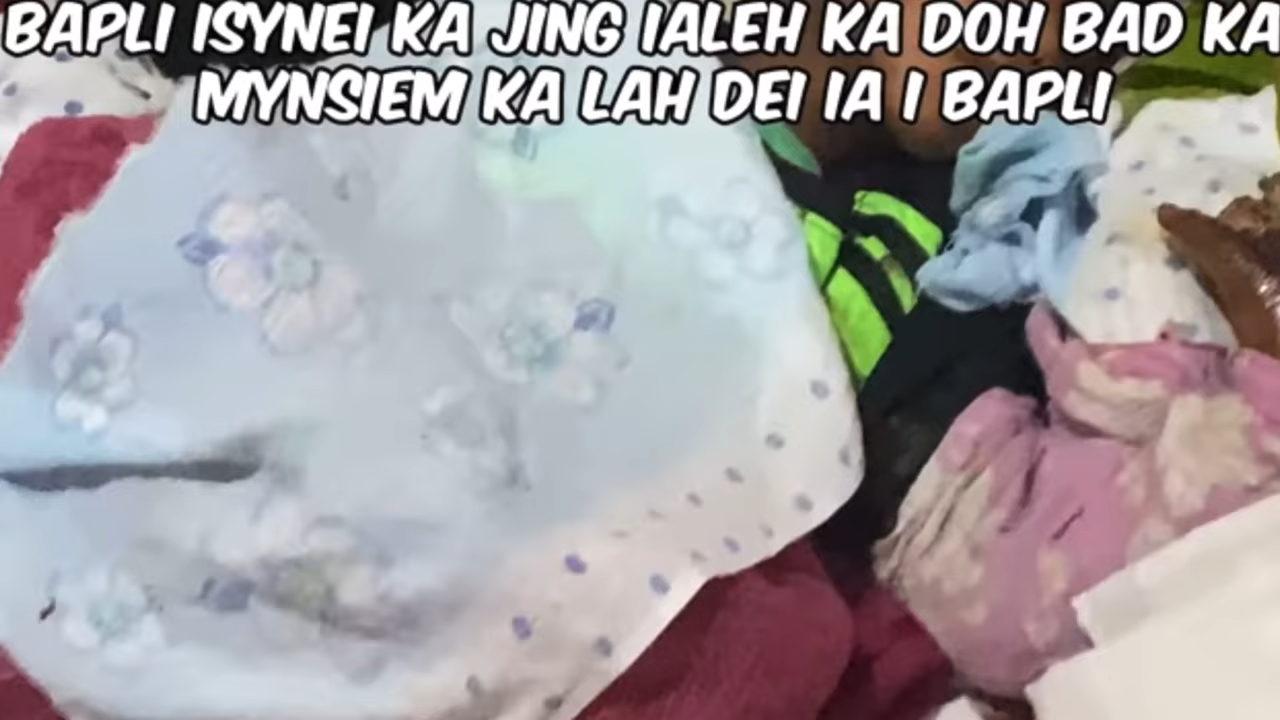 BAPLI ISYNEI KA JING IALEH KA DOH BAD KA
MYNSIEM KA LAH DEI IA I BAPLI